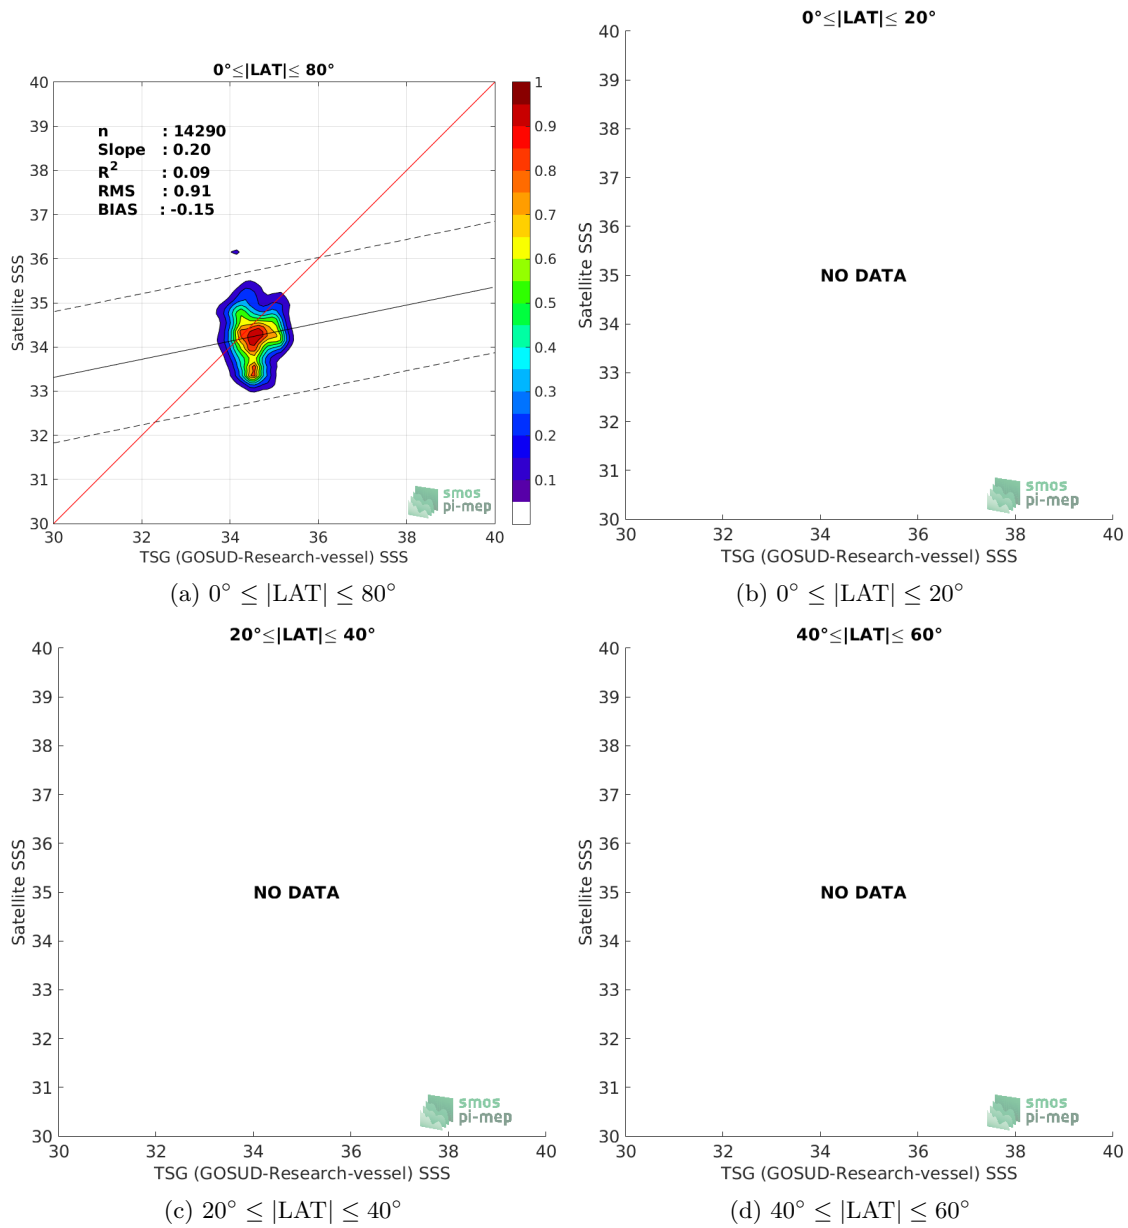 0°≤|LAT|≤ 80°
40
39
38
37
36
35
34
33
32
31
30
Satellite SSS
n : 14290
Slope : 0.20
R² : 0.09
RMS : 0.91
BIAS : -0.15
smos
pi-mep
30 32 34 36 38 40
TSG (GOSUD-Research-vessel) SSS
1
0.9
0.8
0.7
0.6
0.5
0.4
0.3
0.2
0.1
(a) 0° ≤ |LAT| ≤ 80°
0°≤|LAT|≤ 20°
40
39
38
37
36
35
34
33
32
31
30
Satellite SSS
NO DATA
smos
pi-mep
30 32 34 36 38 40
TSG (GOSUD-Research-vessel) SSS
(b) 0° ≤ |LAT| ≤ 20°
20°≤|LAT|≤ 40°
40
39
38
37
36
35
34
33
32
31
30
Satellite SSS
NO DATA
smos
pi-mep
30 32 34 36 38 40
TSG (GOSUD-Research-vessel) SSS
(c) 20° ≤ |LAT| ≤ 40°
40°≤|LAT|≤ 60°
40
39
38
37
36
35
34
33
32
31
30
Satellite SSS
NO DATA
smos
pi-mep
30 32 34 36 38 40
TSG (GOSUD-Research-vessel) SSS
(d) 40° ≤ |LAT| ≤ 60°